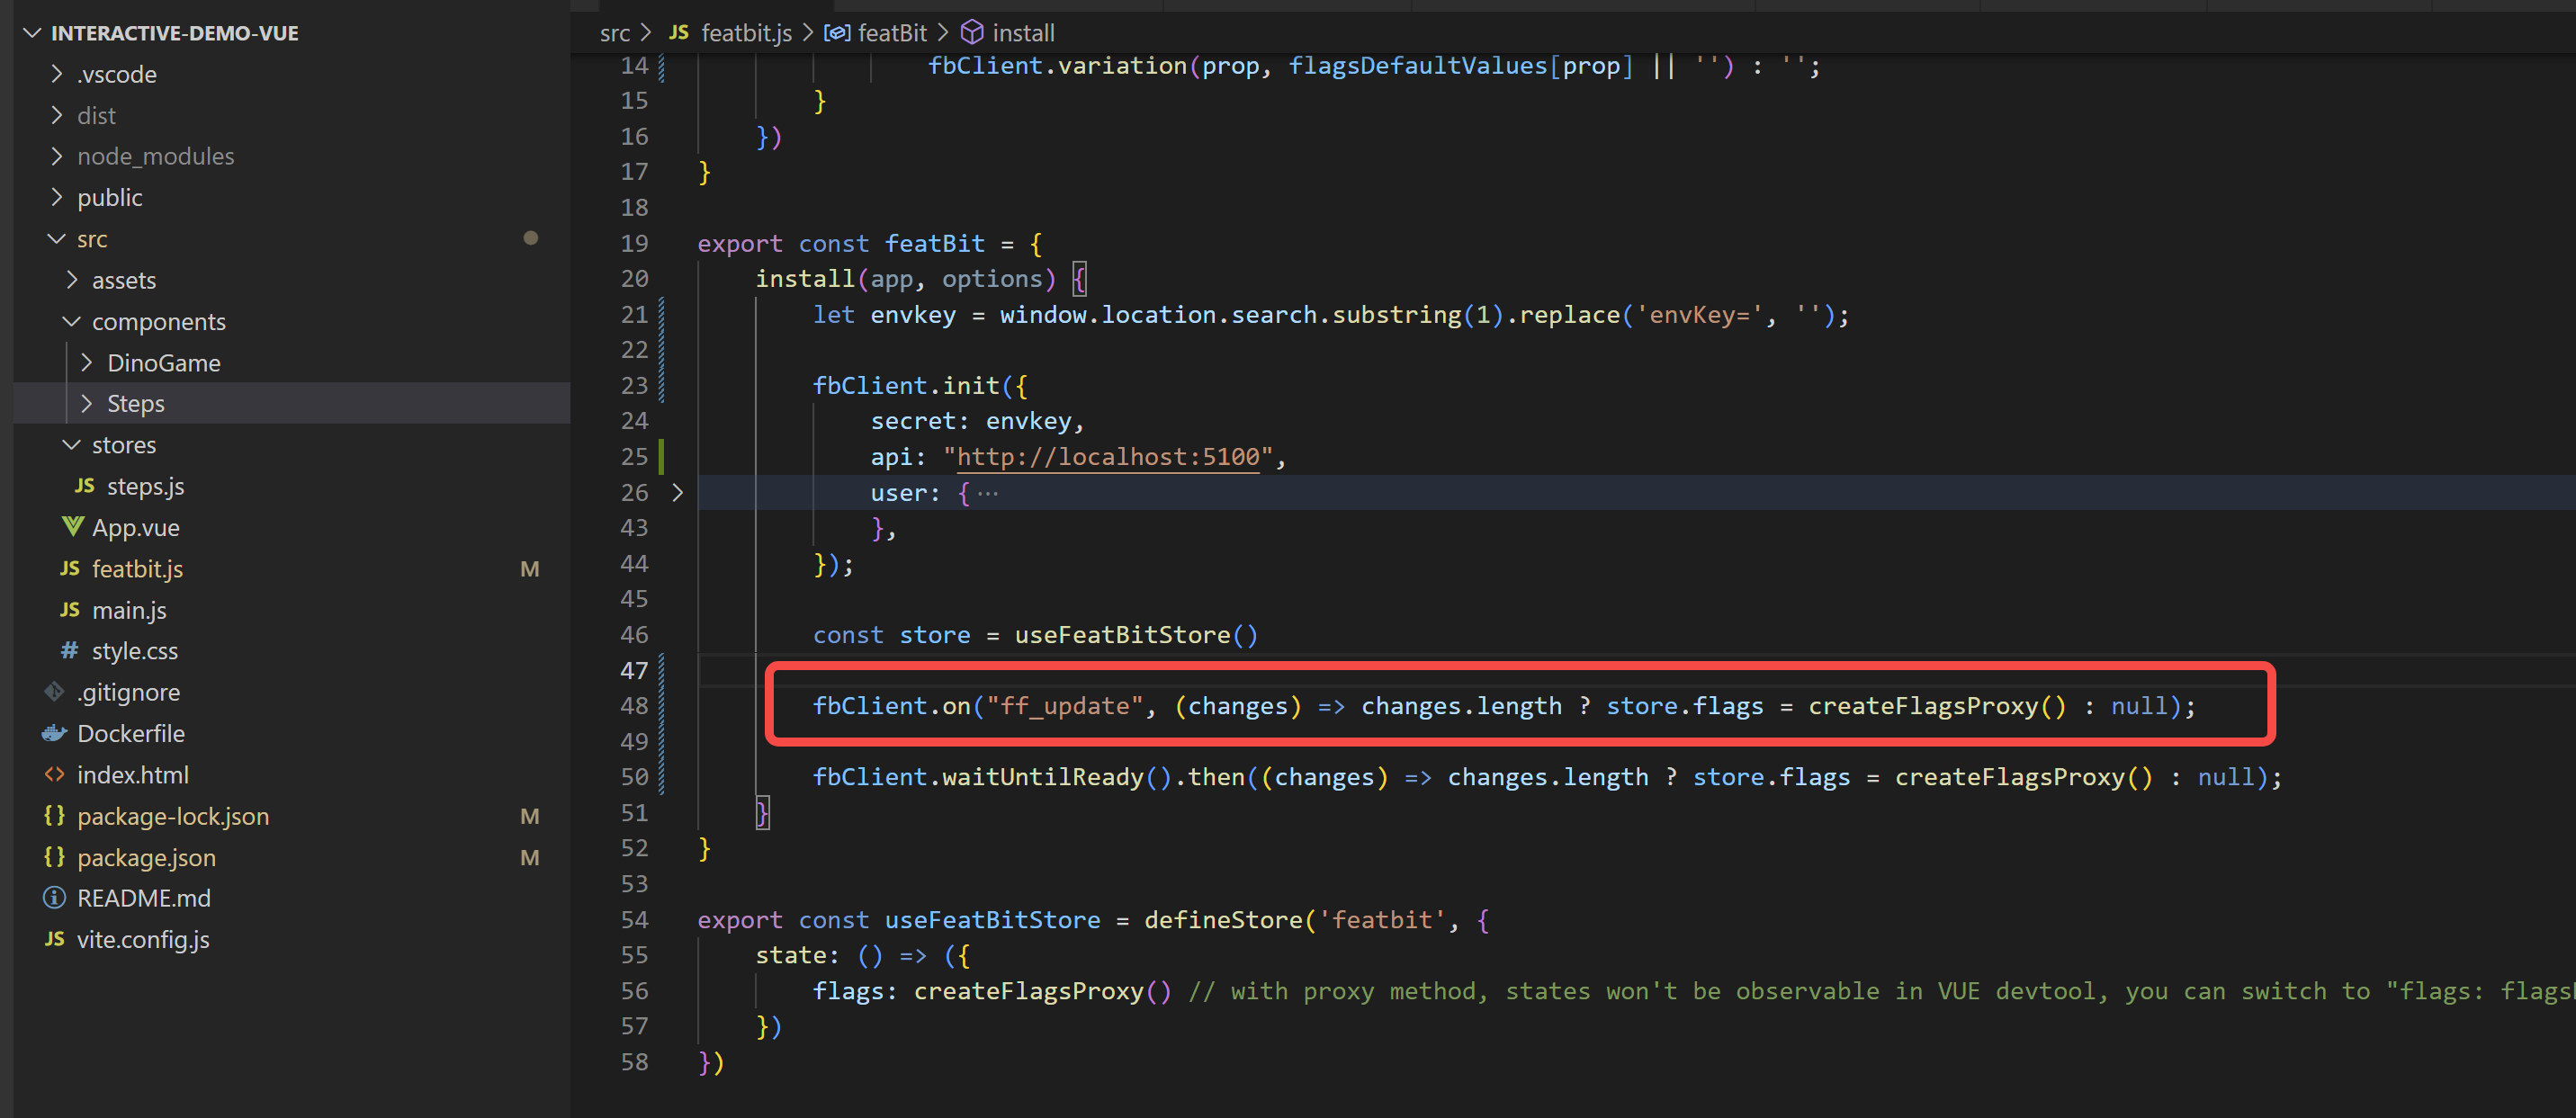 INTERACTIVE-DEMO-VUE
.vscode
dist
node_modules
public
src
assets
components
DinoGame
Steps
stores
JS steps.js
App.vue
JS featbit.js M
JS main.js
# style.css
.gitignore
Dockerfile
<> index.html
{} package-lock.json M
{} package.json M
README.md
JS vite.config.js
src > JS featbit.js > featBit > install
14 fbClient.variation(prop, flagsDefaultValues[prop] || '') : '';
15 }
16 })
17 }
18
19 export const featBit = {
20 install(app, options) {
21 let envkey = window.location.search.substring(1).replace('envKey=', '');
22
23 fbClient.init({
24 secret: envkey,
25 api: "http://localhost:5100",
26 user: { ···
43 },
44 });
45
46 const store = useFeatBitStore()
47
48 fbClient.on("ff_update", (changes) => changes.length ? store.flags = createFlagsProxy() : null);
49
50 fbClient.waitUntilReady().then((changes) => changes.length ? store.flags = createFlagsProxy() : null);
51 }
52 }
53
54 export const useFeatBitStore = defineStore('featbit', {
55 state: () => ({
56 flags: createFlagsProxy() // with proxy method, states won't be observable in VUE devtool, you can switch to "flags:
57 })
58 })